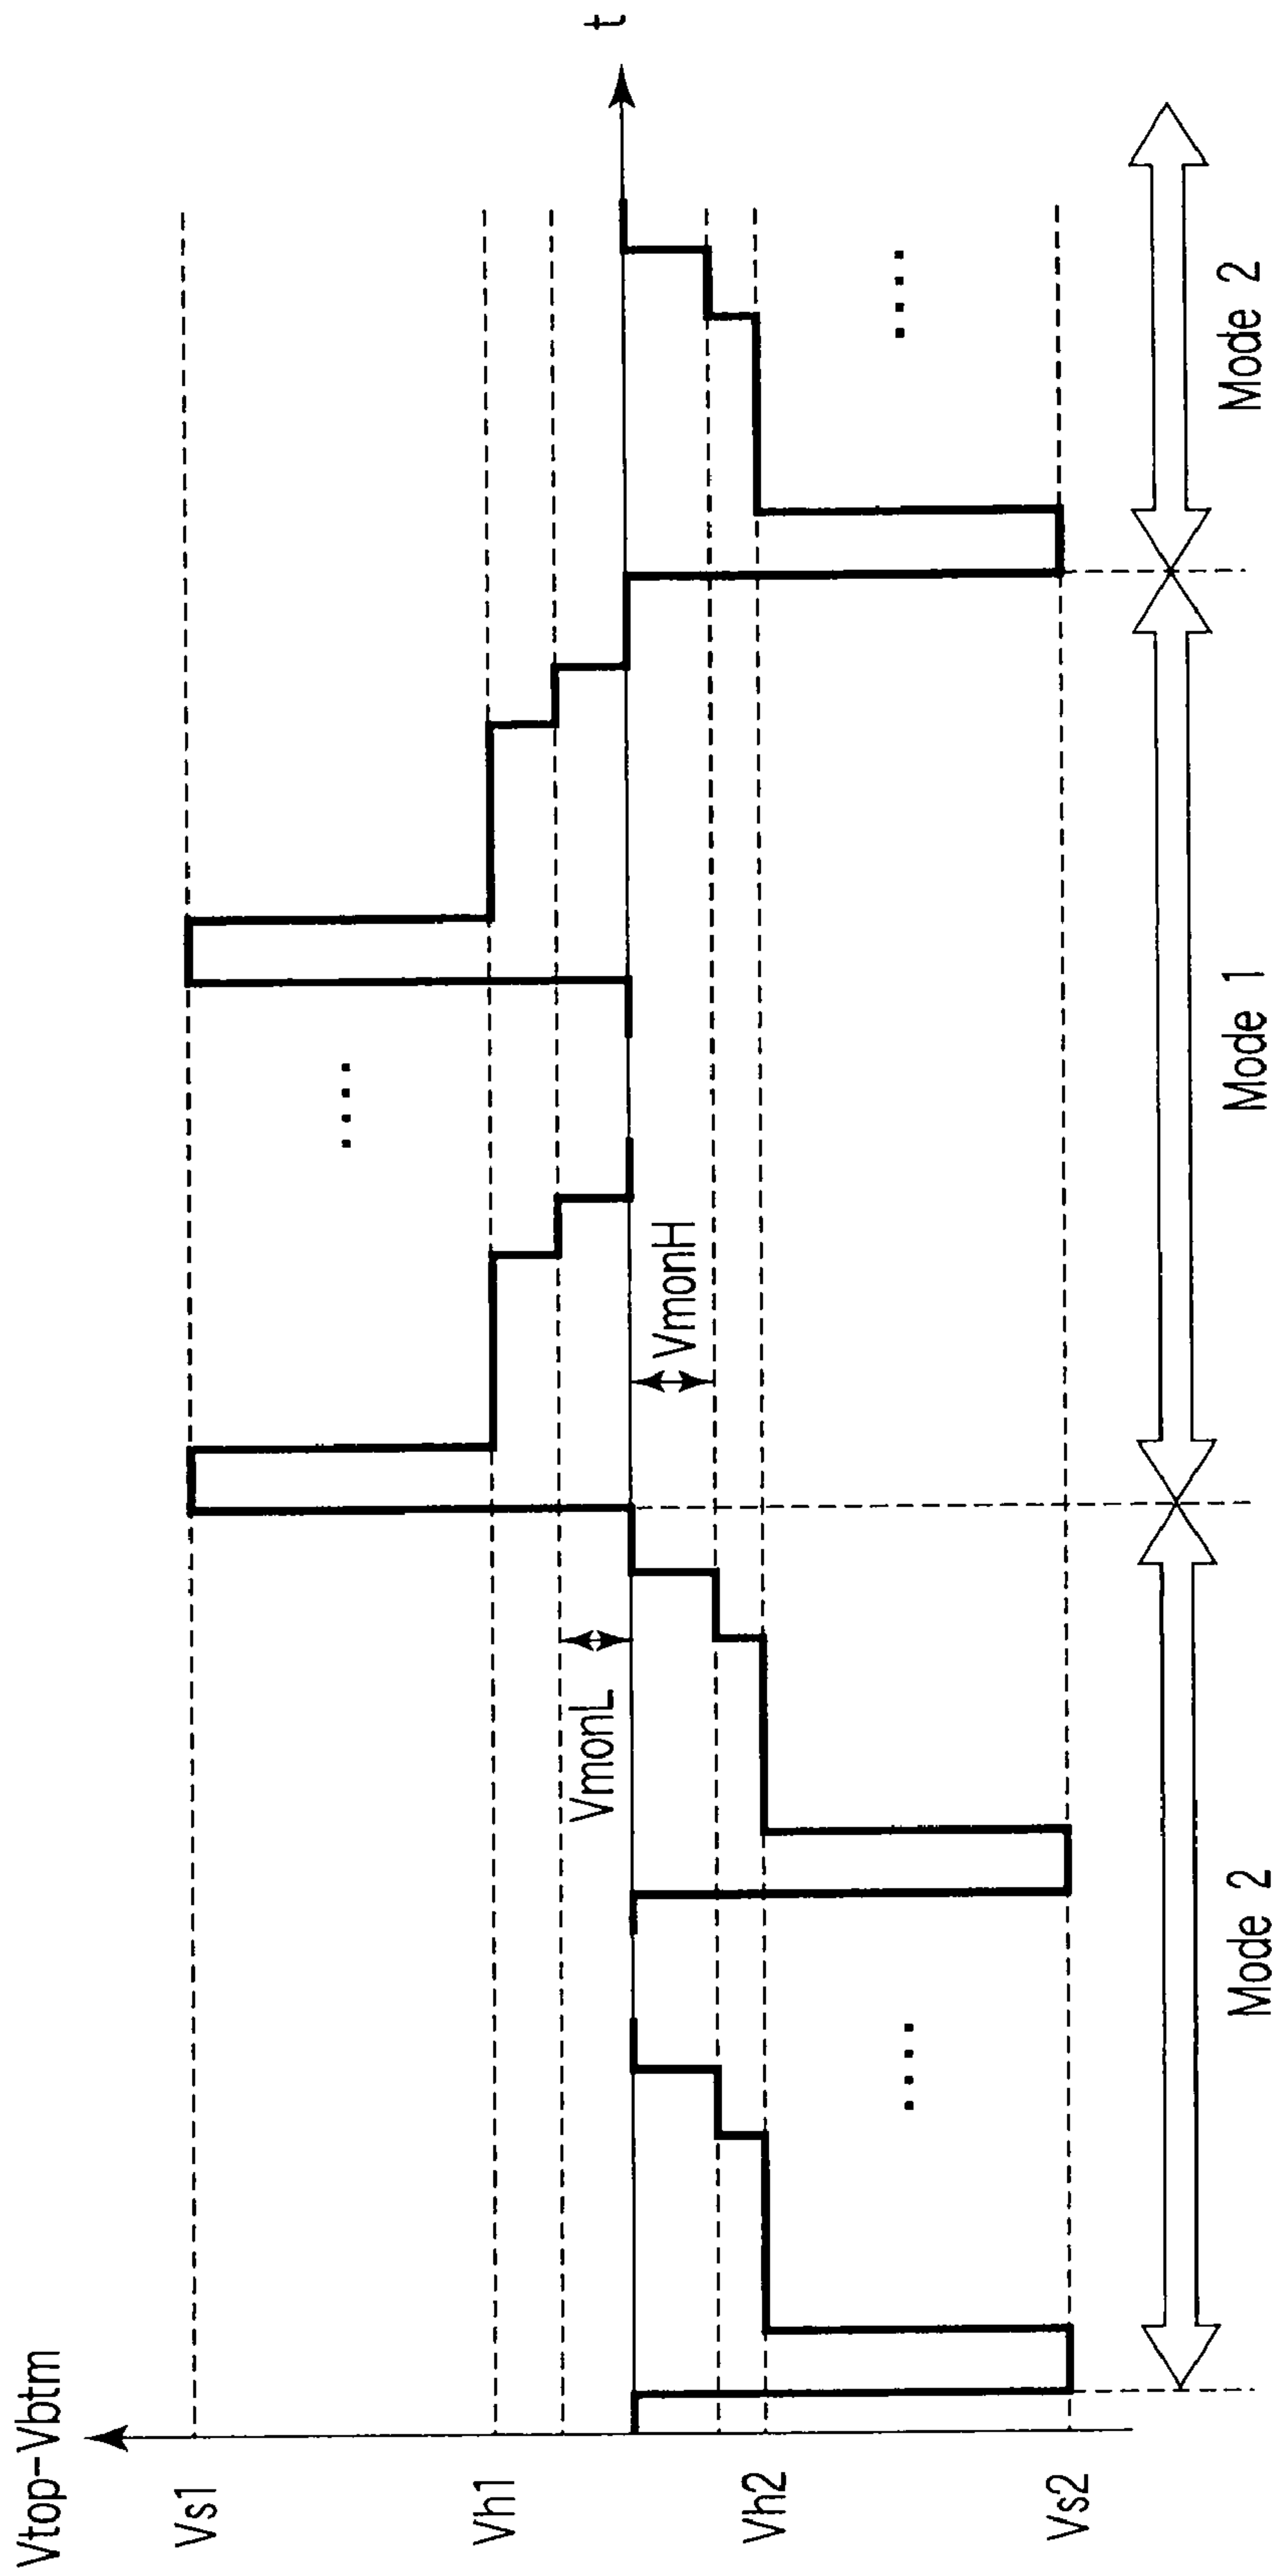 Vtop-Vbtm
Vs1
Vh1
Vh2
Vs2
VmonL
VmonH
t
Mode 2
Mode 1
Mode 2